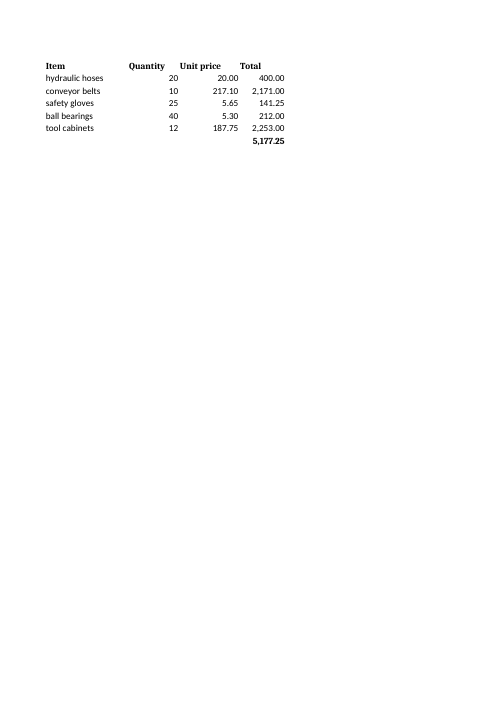 Item Quantity Unit price Total
hydraulic hoses 20 20.00 400.00
conveyor belts 10 217.10 2,171.00
safety gloves 25 5.65 141.25
ball bearings 40 5.30 212.00
tool cabinets 12 187.75 2,253.00
5,177.25